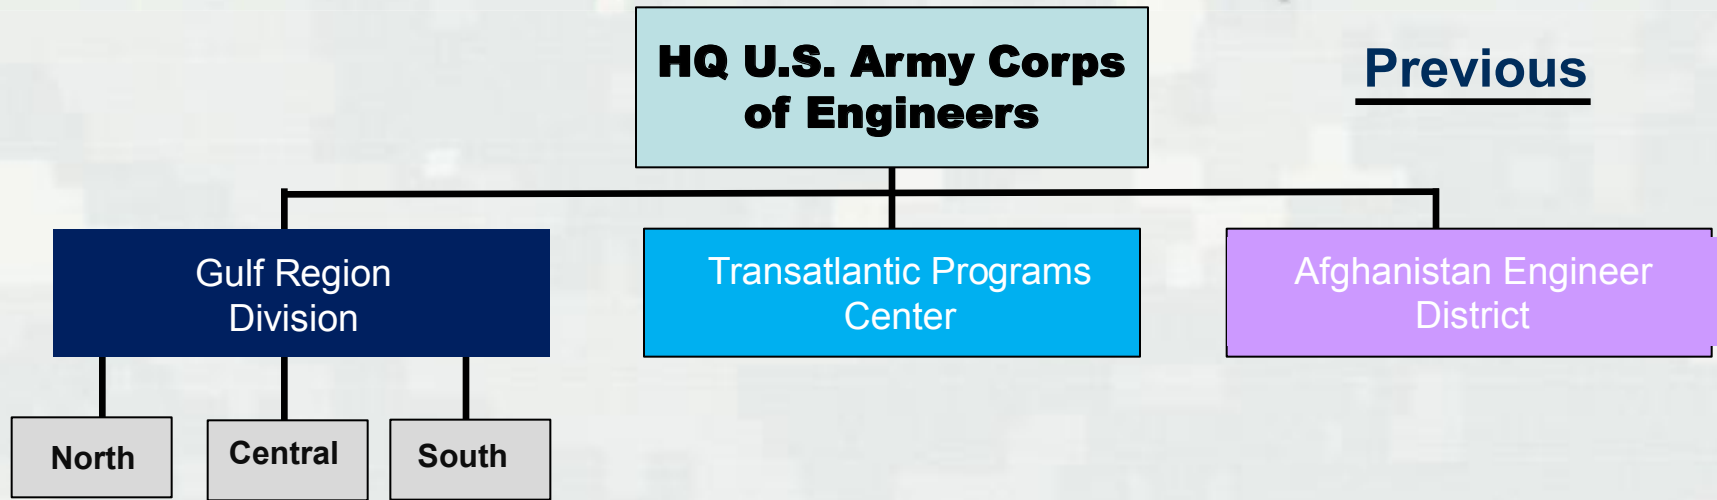 HQ U.S. Army Corps
of Engineers
Previous
Gulf Region
Division
Transatlantic Programs
Center
Afghanistan Engineer
District
North
Central
South